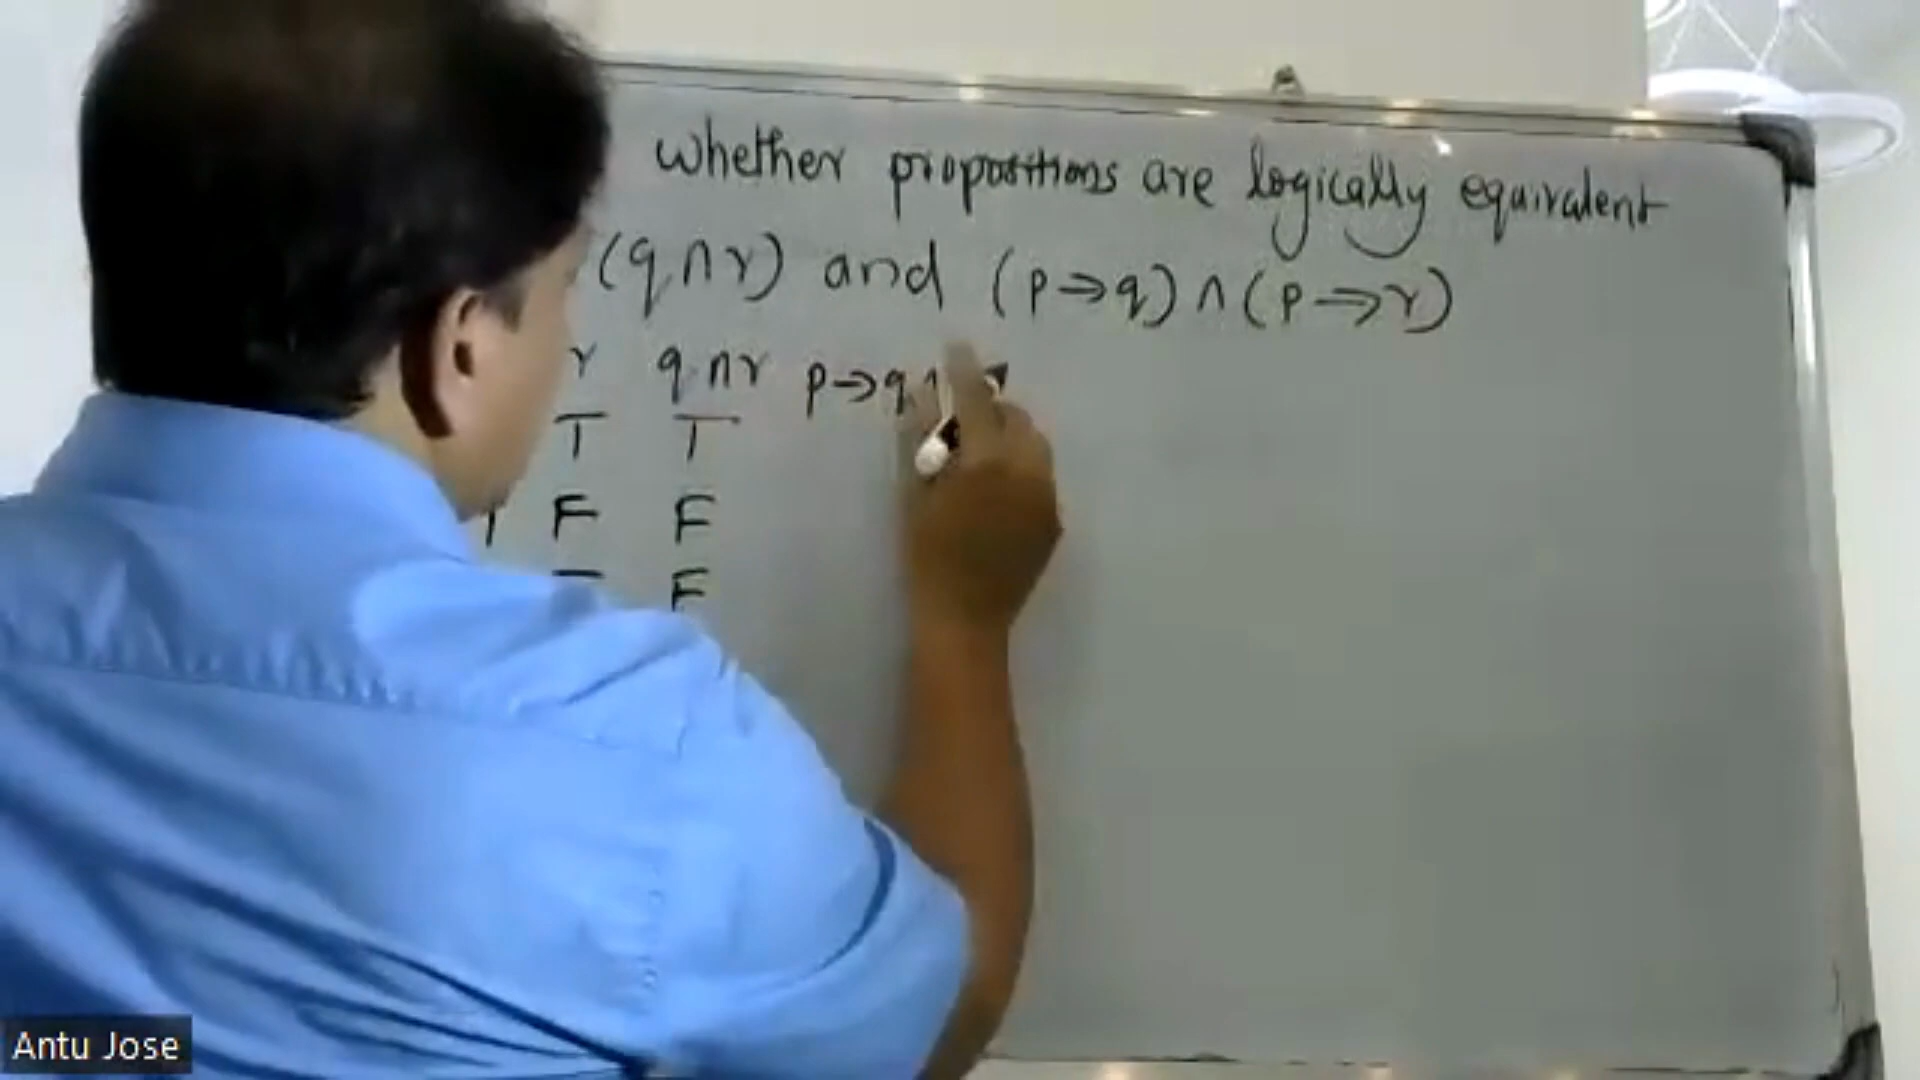 whether propositions are logically equivalent
(q ∧ r) and (p → q) ∧ (p → r)
r q ∧ r p → q ∧
T T
F F
F
Antu Jose